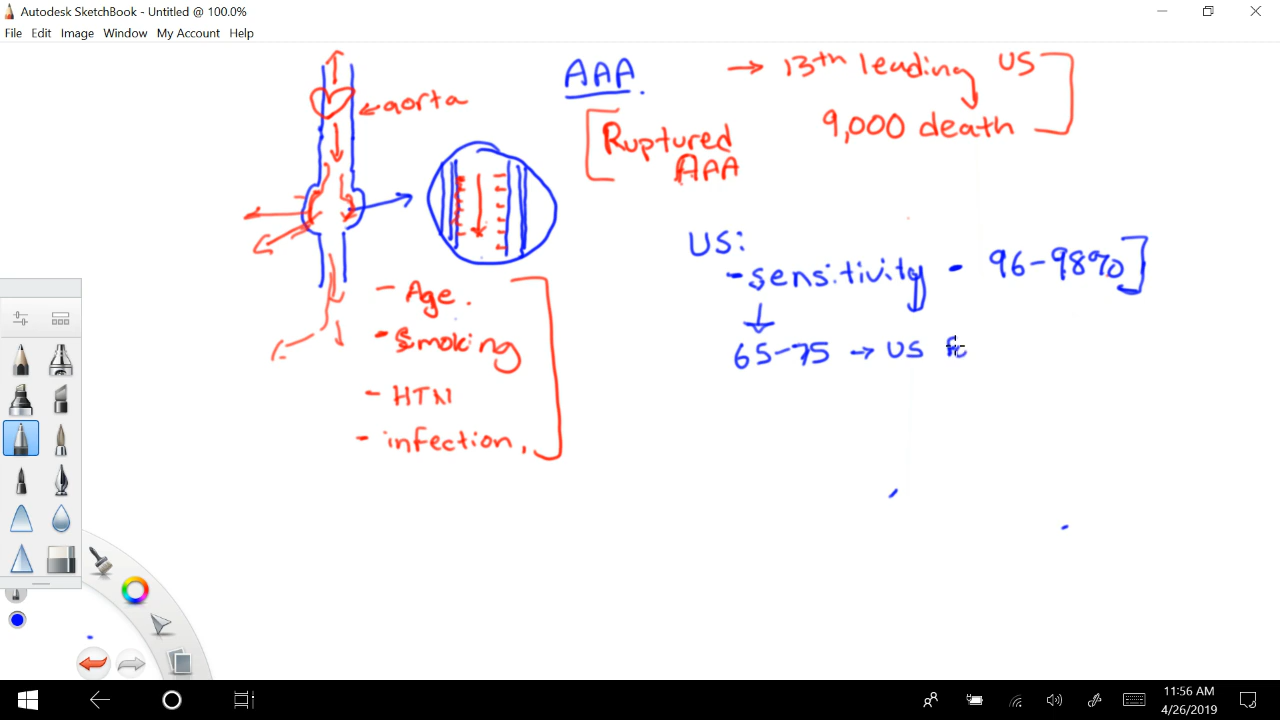 Autodesk SketchBook - Untitled @ 100.0%
File Edit Image Window My Account Help
AAA.
→ 13th leading US
9,000 death
Ruptured
AAA
←aorta
US:
-sensitivity - 96-98%
65-75 → US
- Age.
- Smoking
- HTN
- infection.
11:56 AM
4/26/2019